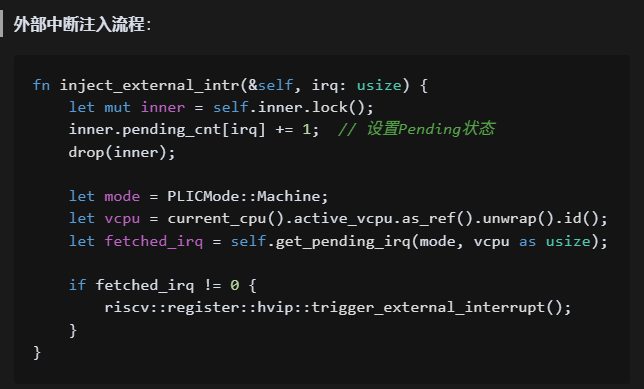 外部中断注入流程：
fn inject_external_intr(&self, irq: usize) {
    let mut inner = self.inner.lock();
    inner.pending_cnt[irq] += 1;  // 设置Pending状态
    drop(inner);

    let mode = PLICMode::Machine;
    let vcpu = current_cpu().active_vcpu.as_ref().unwrap().id();
    let fetched_irq = self.get_pending_irq(mode, vcpu as usize);

    if fetched_irq != 0 {
        riscv::register::hvip::trigger_external_interrupt();
    }
}